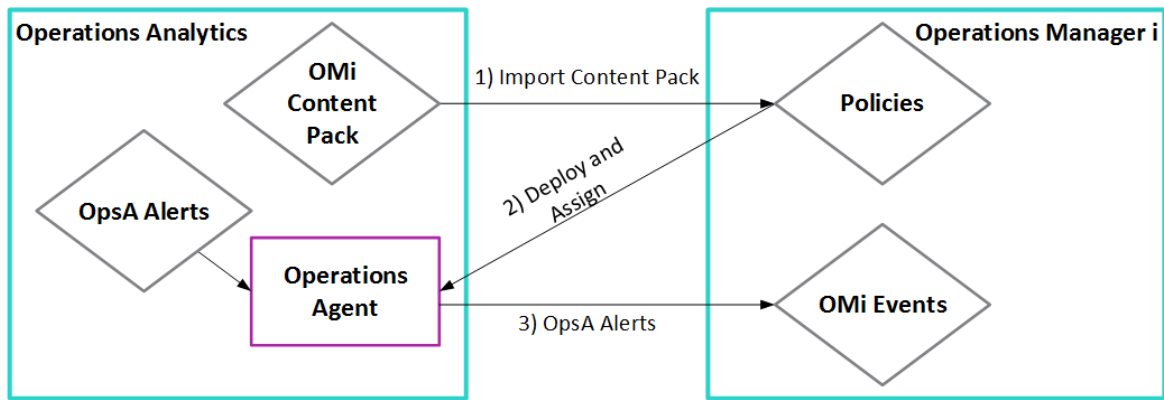 Operations Analytics
Operations Manager i
OMi
Content
Pack
1) Import Content Pack
Policies
OpsA Alerts
2) Deploy and
Assign
Operations
Agent
3) OpsA Alerts
OMi Events